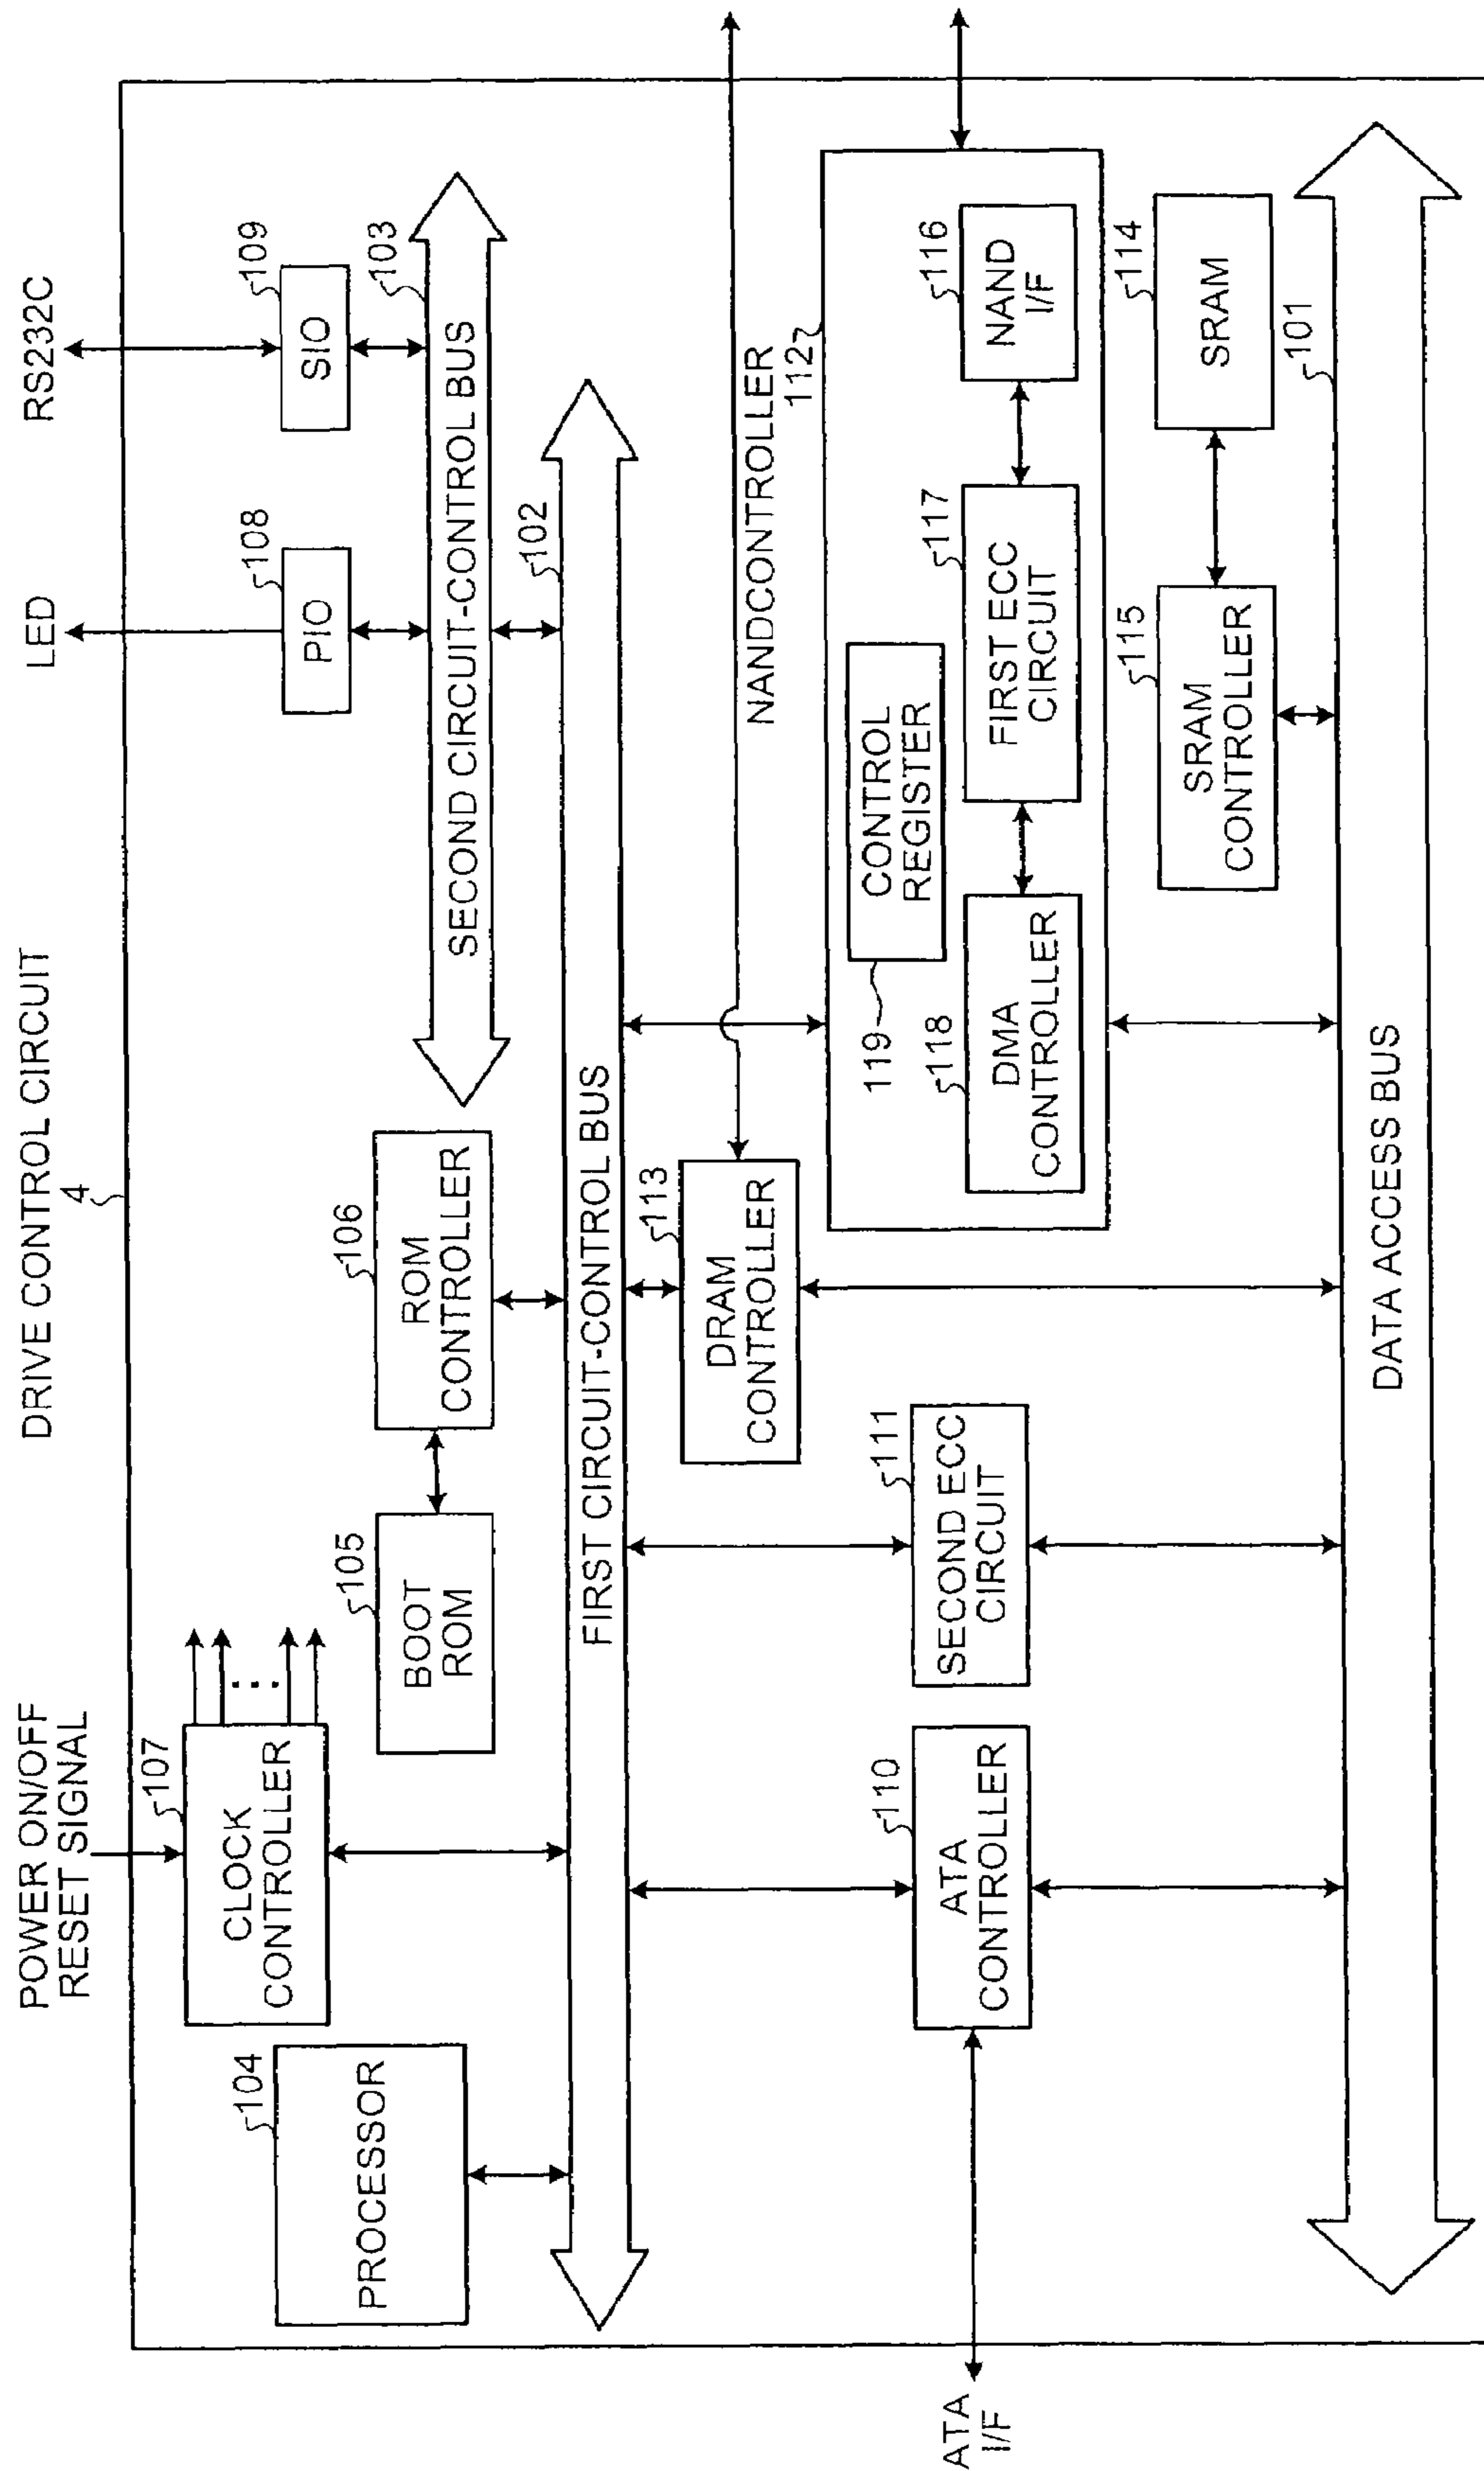 DRIVE CONTROL CIRCUIT
4
POWER ON/OFF
RESET SIGNAL
LED
RS232C
107
CLOCK
CONTROLLER
104
PROCESSOR
105
BOOT
ROM
106
ROM
CONTROLLER
108
PIO
109
SIO
103
SECOND CIRCUIT-CONTROL BUS
102
FIRST CIRCUIT-CONTROL BUS
113
DRAM
CONTROLLER
NANDCONTROLLER
112
119
CONTROL
REGISTER
118
DMA
CONTROLLER
117
FIRST ECC
CIRCUIT
116
NAND
I/F
ATA
I/F
110
ATA
CONTROLLER
111
SECOND ECC
CIRCUIT
115
SRAM
CONTROLLER
114
SRAM
101
DATA ACCESS BUS